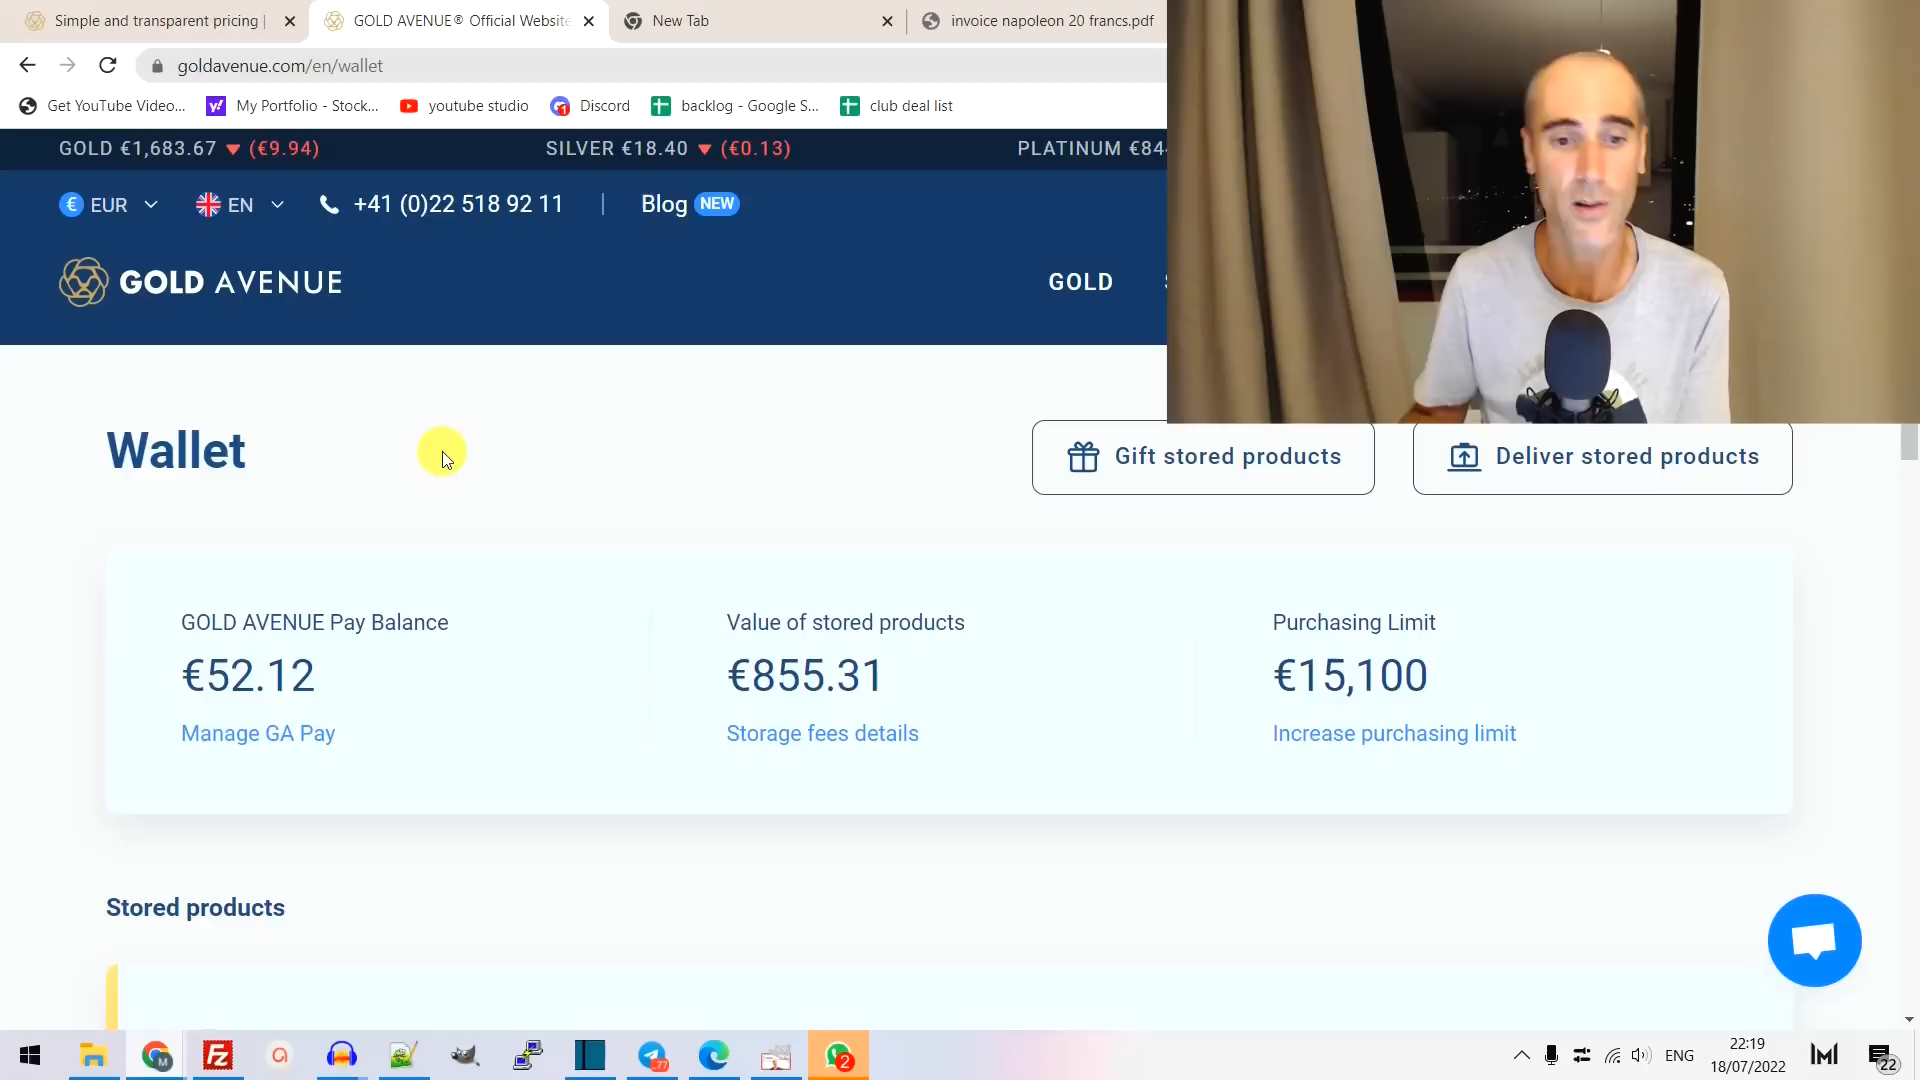 Simple and transparent pricing |
GOLD AVENUE® Official Website
New Tab
invoice napoleon 20 francs.pdf
goldavenue.com/en/wallet
Get YouTube Video...
My Portfolio - Stock...
youtube studio
Discord
backlog - Google S...
club deal list
GOLD €1,683.67 ▼ (€9.94)
SILVER €18.40 ▼ (€0.13)
PLATINUM €84
€ EUR
EN
+41 (0)22 518 92 11
|
Blog NEW
GOLD AVENUE
GOLD
Wallet
Gift stored products
Deliver stored products
GOLD AVENUE Pay Balance
€52.12
Manage GA Pay
Value of stored products
€855.31
Storage fees details
Purchasing Limit
€15,100
Increase purchasing limit
Stored products
77
2
ENG
22:19
18/07/2022
22